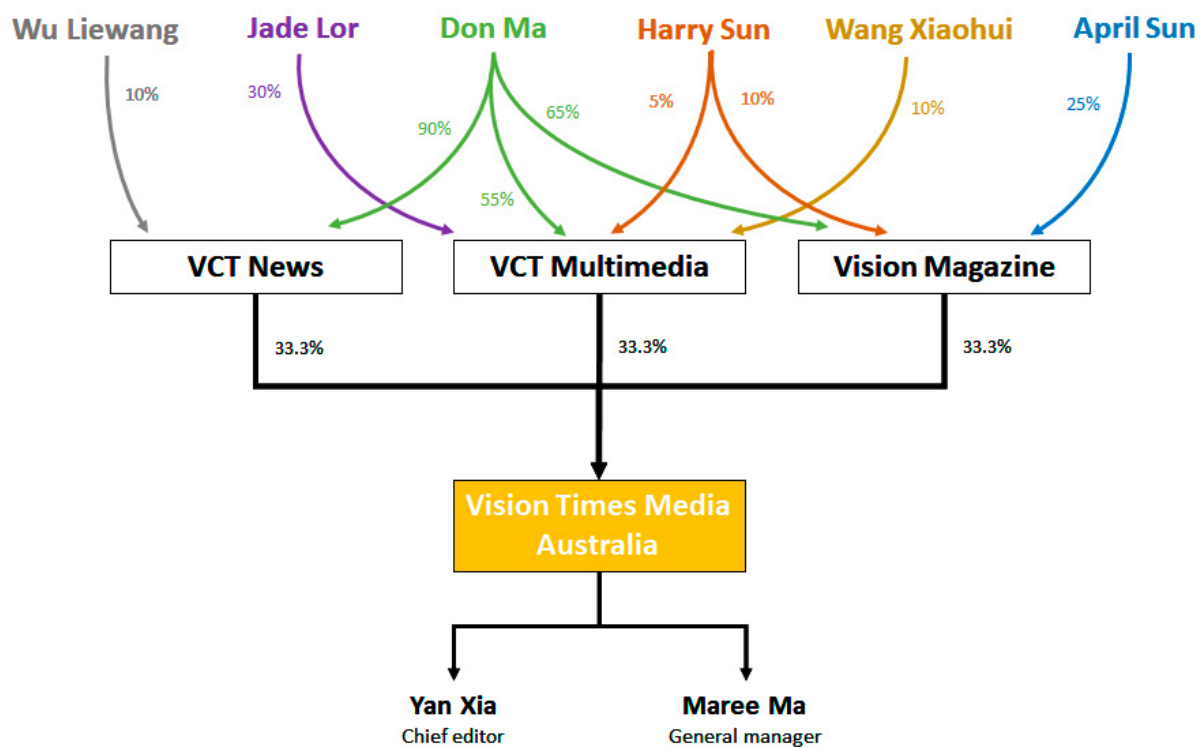 Wu Liewang
Jade Lor
Don Ma
Harry Sun
Wang Xiaohui
April Sun
10%
30%
90%
55%
65%
5%
10%
10%
25%
VCT News
VCT Multimedia
Vision Magazine
33.3%
33.3%
33.3%
Vision Times Media
Australia
Yan Xia
Chief editor
Maree Ma
General manager